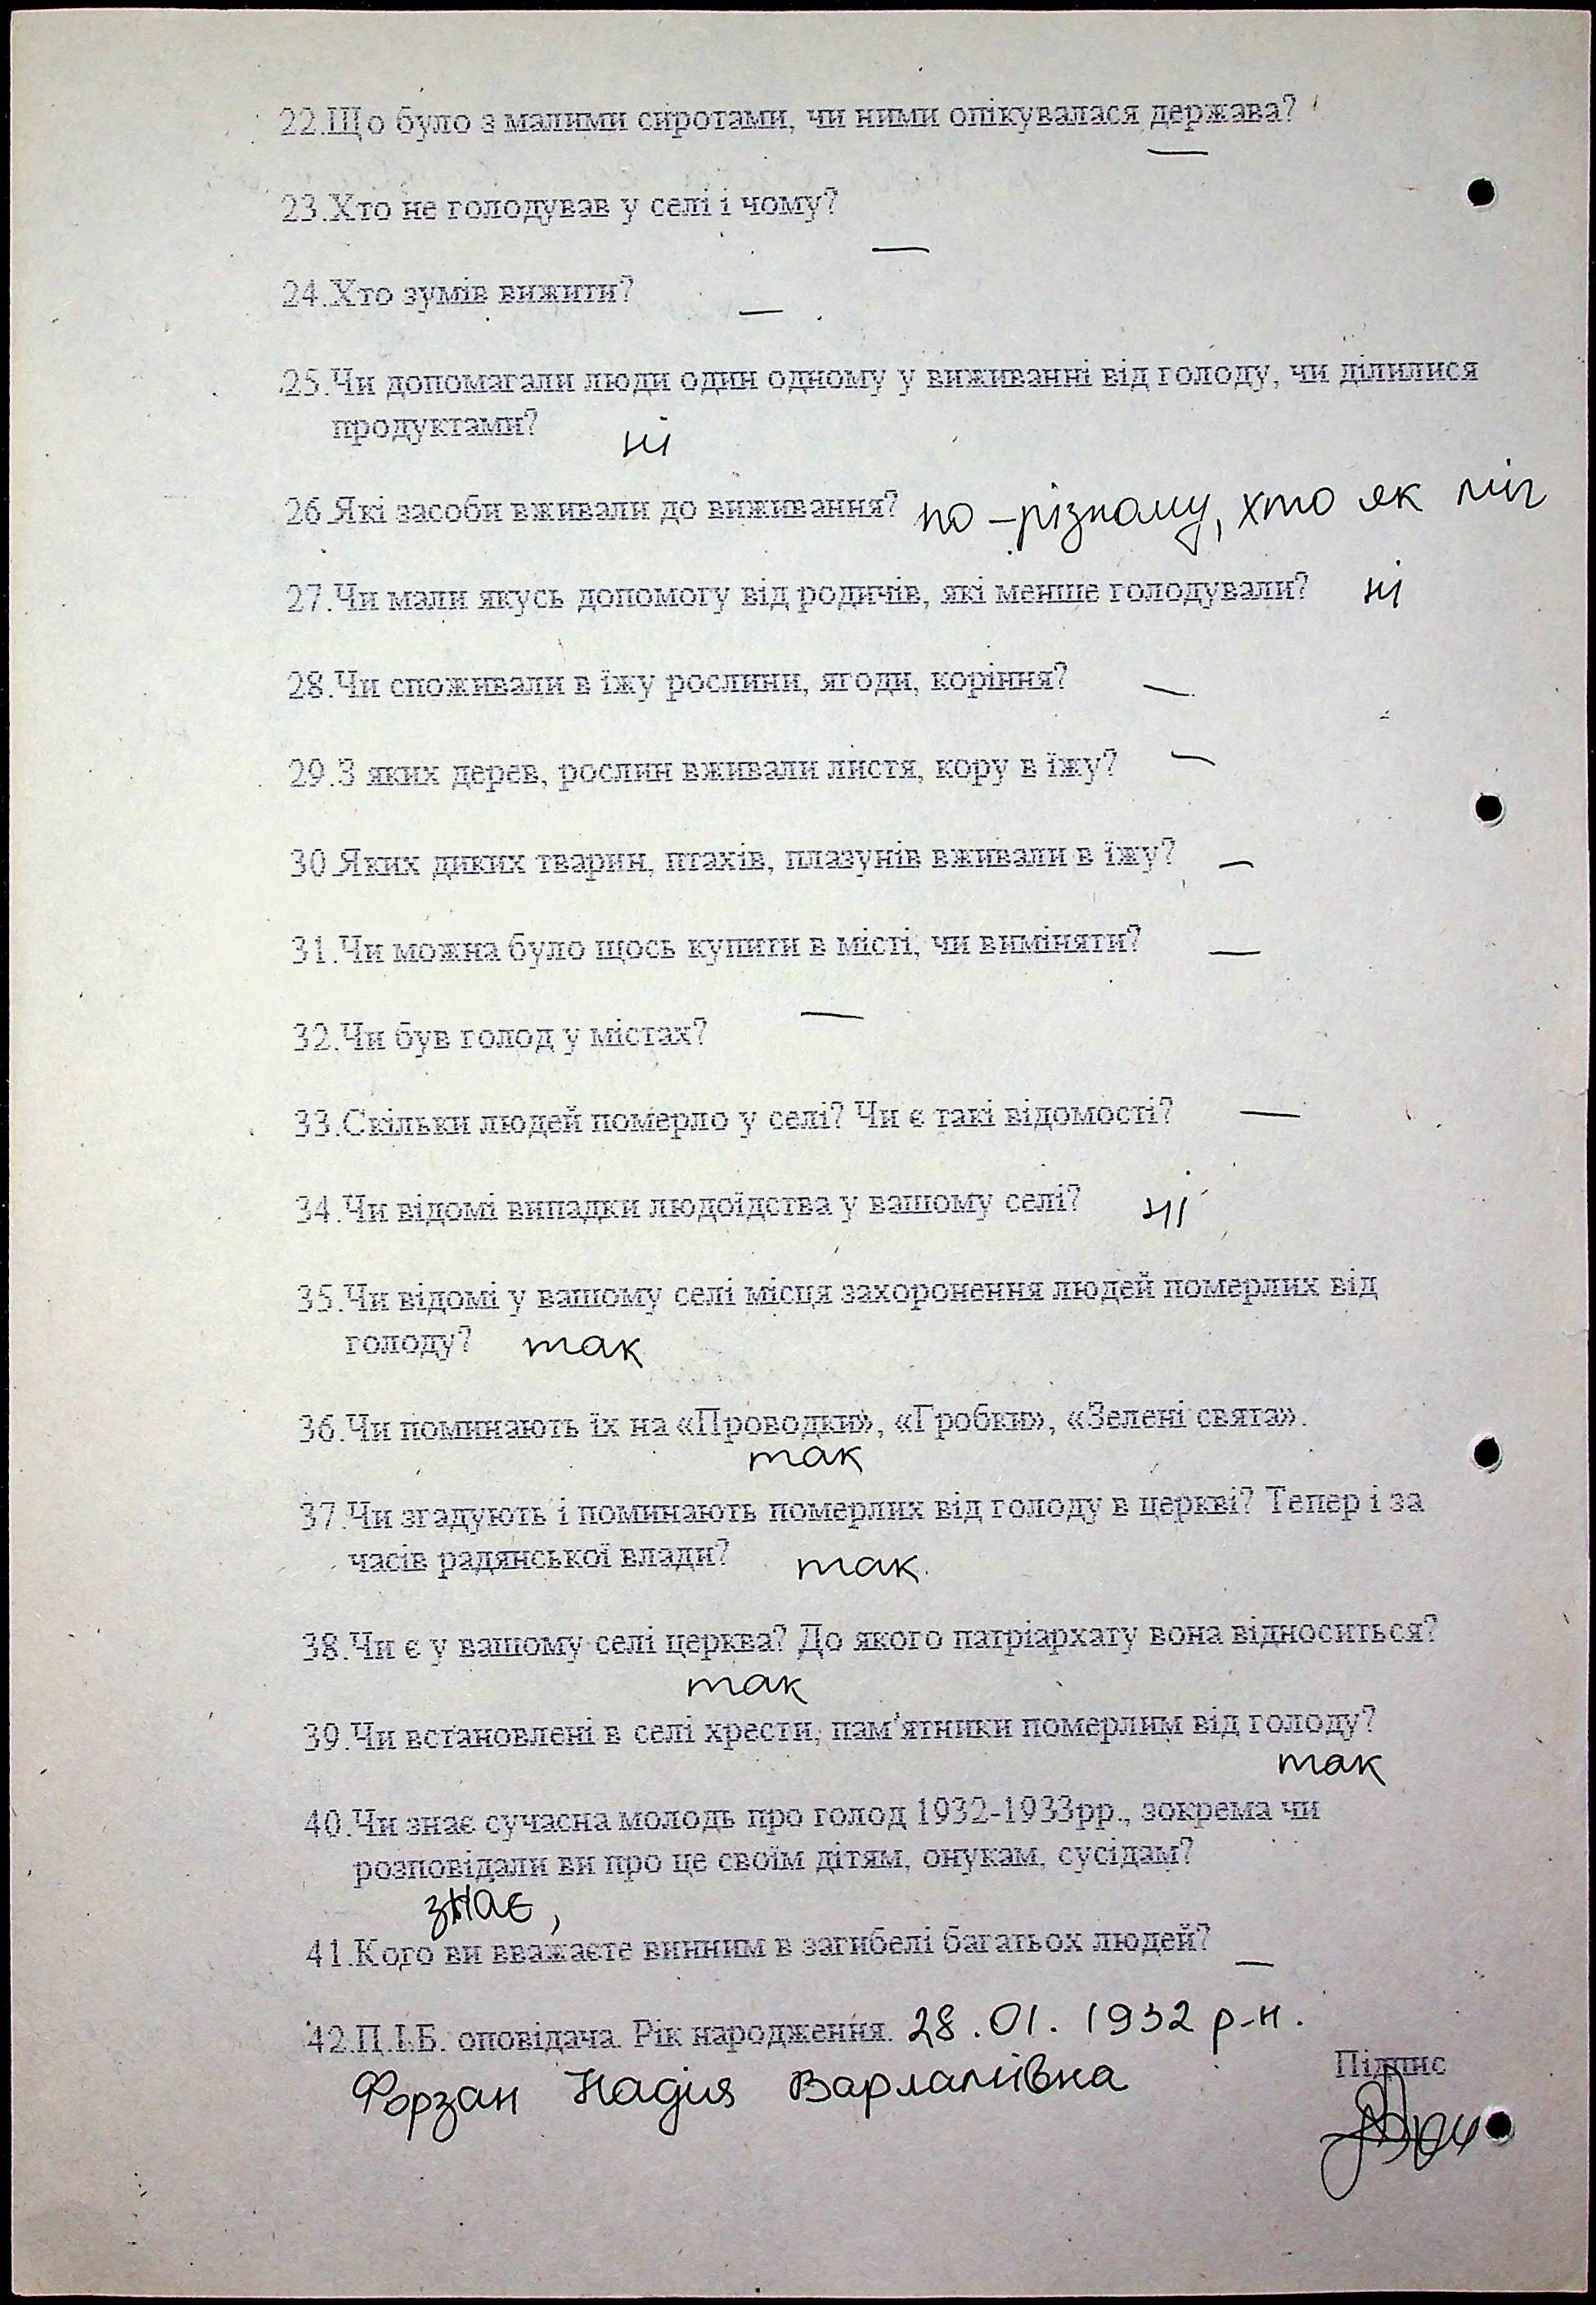 22.Що було з малими сиротами, чи ними опікувалася держава?
—
23.Хто не голодував у селі і чому?
—
24.Хто зумів вижити?
—
25.Чи допомагали люди один одному у виживанні від голоду, чи ділилися
продуктами? ні
26.Які засоби вживали до виживання? по-різному, хто як міг
27.Чи мали якусь допомогу від родичів, які менше голодували? ні
28.Чи споживали в їжу рослини, ягоди, коріння? —
29.З яких дерев, рослин вживали листя, кору в їжу? —
30.Яких диких тварин, птахів, плазунів вживали в їжу? —
31.Чи можна було щось купити в місті, чи виміняти? —
32.Чи був голод у містах? —
33.Скільки людей померло у селі? Чи є такі відомості? —
34.Чи відомі випадки людоїдства у вашому селі? ні
35.Чи відомі у вашому селі місця захоронення людей померлих від
голоду? так
36.Чи поминають їх на «Проводки», «Гробки», «Зелені свята».
так
37.Чи згадують і поминають померлих від голоду в церкві? Тепер і за
часів радянської влади? так.
38.Чи є у вашому селі церква? До якого патріархату вона відноситься?
так
39.Чи встановлені в селі хрести, пам'ятники померлим від голоду?
так
40.Чи знає сучасна молодь про голод 1932-1933рр., зокрема чи
розповідали ви про це своїм дітям, онукам, сусідам?
знає,
41.Кого ви вважаєте винним в загибелі багатьох людей? —
42.П.І.Б. оповідача. Рік народження. 28.01.1932 р-н.
Підпис
Форзан Надія Варламівна